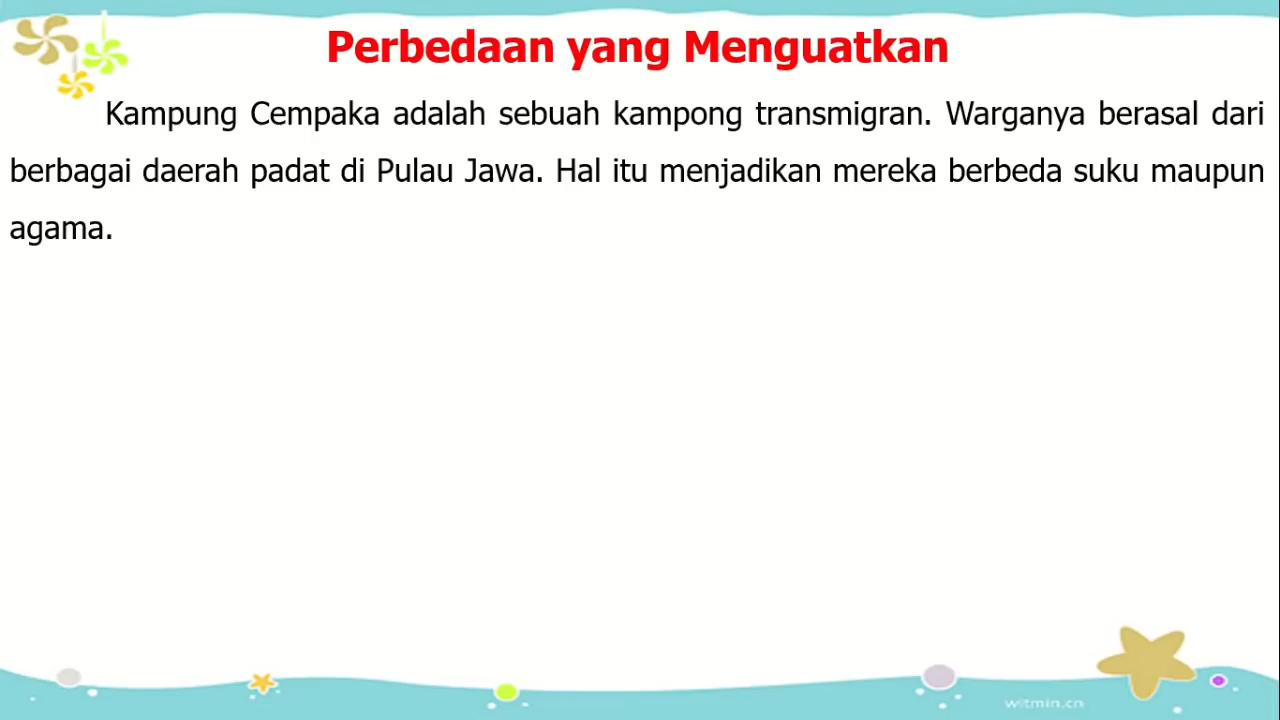 Perbedaan yang Menguatkan
Kampung Cempaka adalah sebuah kampong transmigran. Warganya berasal dari
berbagai daerah padat di Pulau Jawa. Hal itu menjadikan mereka berbeda suku maupun
agama.
witmin.cn